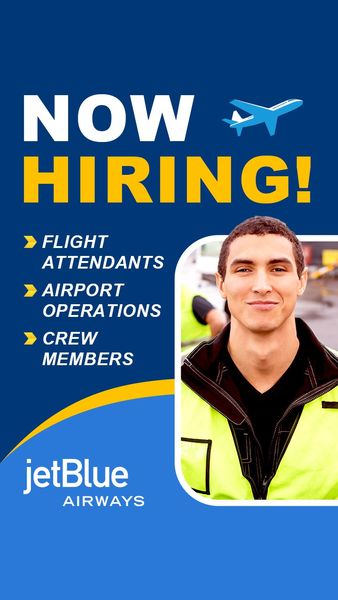 NOW
HIRING!
FLIGHT
ATTENDANTS
AIRPORT
OPERATIONS
CREW
MEMBERS
jetBlue
AIRWAYS